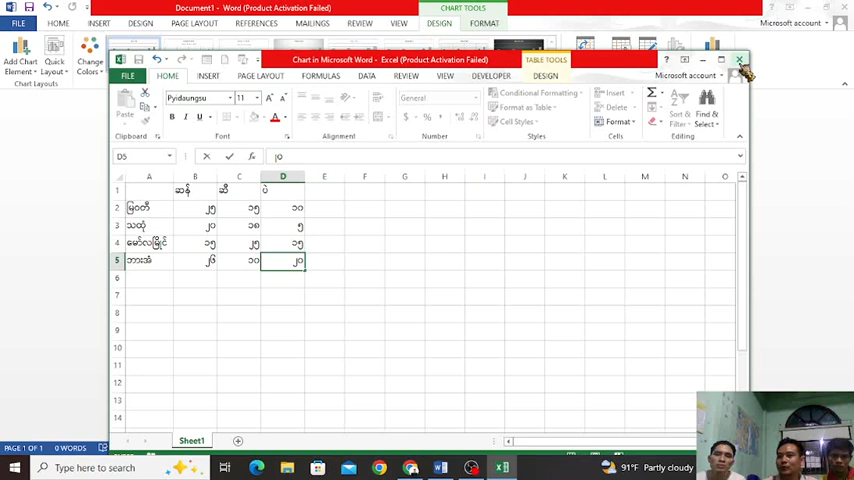 Document1 - Word (Product Activation Failed)
CHART TOOLS
FILE HOME INSERT DESIGN PAGE LAYOUT REFERENCES MAILINGS REVIEW VIEW DESIGN FORMAT
Microsoft account
Add Chart Element
Quick Layout
Change Colors
Chart Layouts
Chart in Microsoft Word - Excel (Product Activation Failed)
TABLE TOOLS
FILE HOME INSERT PAGE LAYOUT FORMULAS DATA REVIEW VIEW DEVELOPER DESIGN
Microsoft account
Paste
Pyidaungsu 11
B I U
General
$ % ,
Conditional Formatting
Format as Table
Cell Styles
Insert
Delete
Format
Sort & Filter
Find & Select
Clipboard Font Alignment Number Styles Cells Editing
D5 fx ၂၀
A B C D E F G H I J K L M N O
1 ဆန် ဆီ ပဲ
2 မြဝတီ ၂၅ ၁၅ ၁၀
3 သထုံ ၂၀ ၁၈ ၅
4 မော်လမြိုင် ၁၅ ၂၅ ၁၅
5 ဘားအံ ၂၆ ၁၀ ၂၀
6
7
8
9
10
11
12
13
14
Sheet1
PAGE 1 OF 1 0 WORDS
Type here to search
91°F Partly cloudy